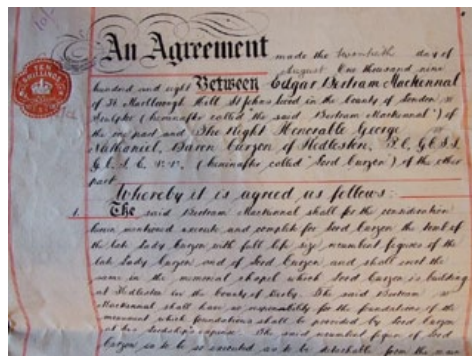 TEN
SHILLINGS
An Agreement made the twentieth day of
August One thousand nine
hundred and eight Between Edgar Bertram Mackennal
of 38 Marlborough Hill St Johns Wood in the County of London
Sculptor (hereinafter called the said Bertram Mackennal) of
the one part and The Right Honorable George
Nathaniel, Baron Curzon of Kedleston, P.C, G.C.S.I,
G.C.I.E, (hereinafter called "Lord Curzon) of the other
part
Whereby it is agreed as follows:-
1. The said Bertram Mackennal shall for the consideration
herein mentioned execute and complete for Lord Curzon the tomb of
the late Lady Curzon with full life size recumbent figures of the
late Lady Curzon and of Lord Curzon and shall erect the
same in the memorial chapel which Lord Curzon is building
at Kedleston in the County of Derby. The said Bertram
Mackennal shall have no responsibility for the foundations of the
monument which foundations shall be provided by Lord Curzon
at his Lordship's expense. The said recumbent figure of Lord
Curzon is to be so executed as to be detachable from the main